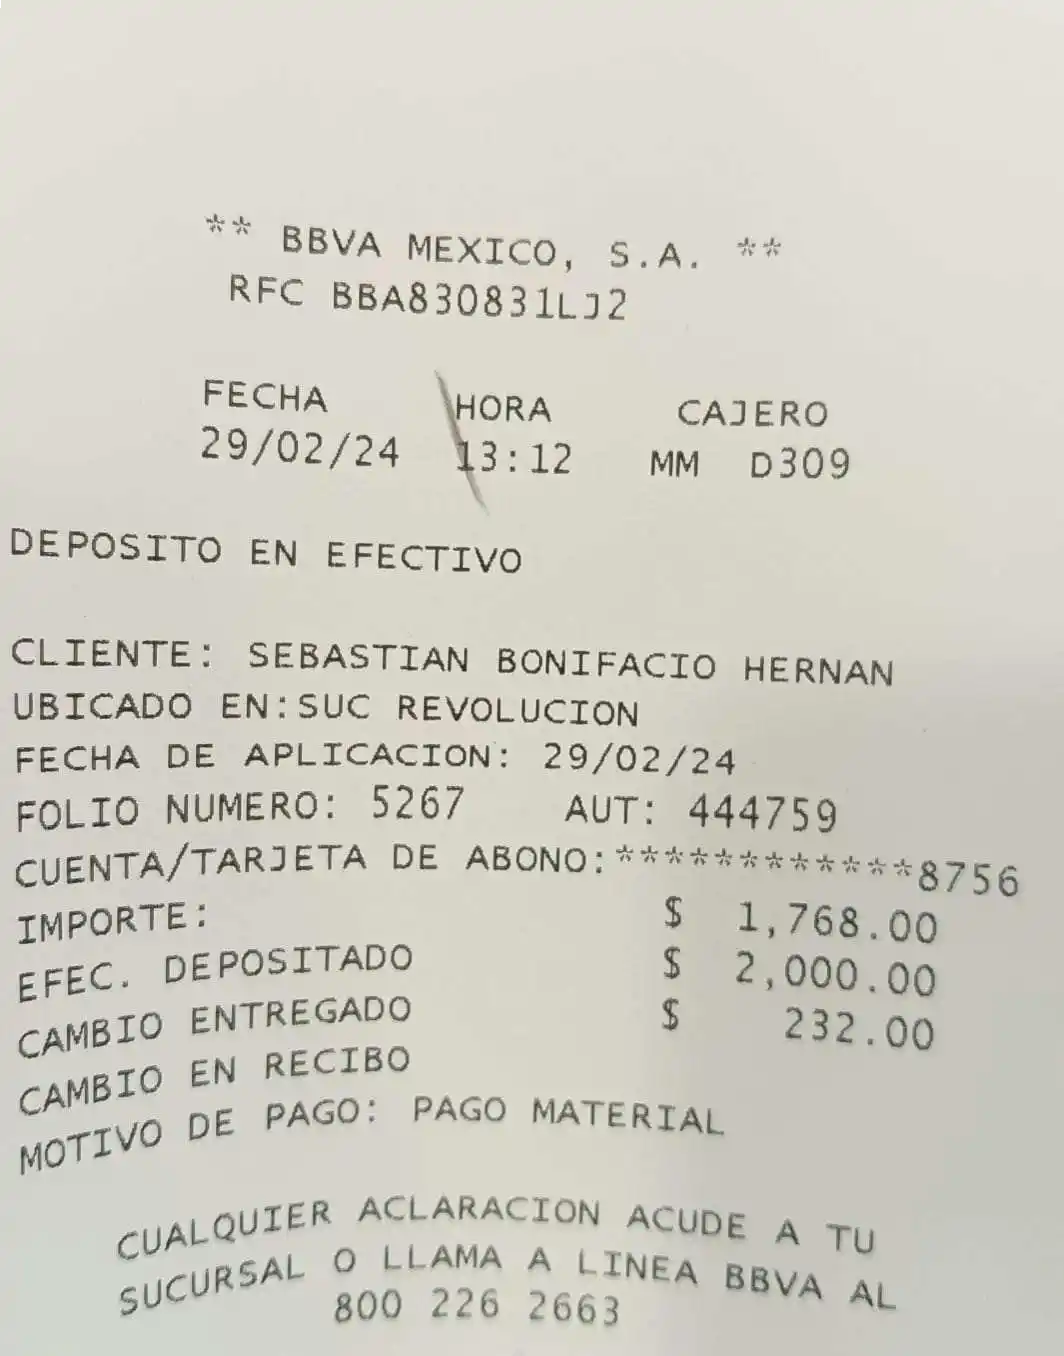 ** BBVA MEXICO, S.A. **
RFC BBA830831LJ2
FECHA HORA CAJERO
29/02/24 13:12 MM D309
DEPOSITO EN EFECTIVO
CLIENTE: SEBASTIAN BONIFACIO HERNAN
UBICADO EN:SUC REVOLUCION
FECHA DE APLICACION: 29/02/24
FOLIO NUMERO: 5267 AUT: 444759
CUENTA/TARJETA DE ABONO:************8756
IMPORTE: $ 1,768.00
EFEC. DEPOSITADO $ 2,000.00
CAMBIO ENTREGADO $ 232.00
CAMBIO EN RECIBO
MOTIVO DE PAGO: PAGO MATERIAL
CUALQUIER ACLARACION ACUDE A TU
SUCURSAL O LLAMA A LINEA BBVA AL
800 226 2663